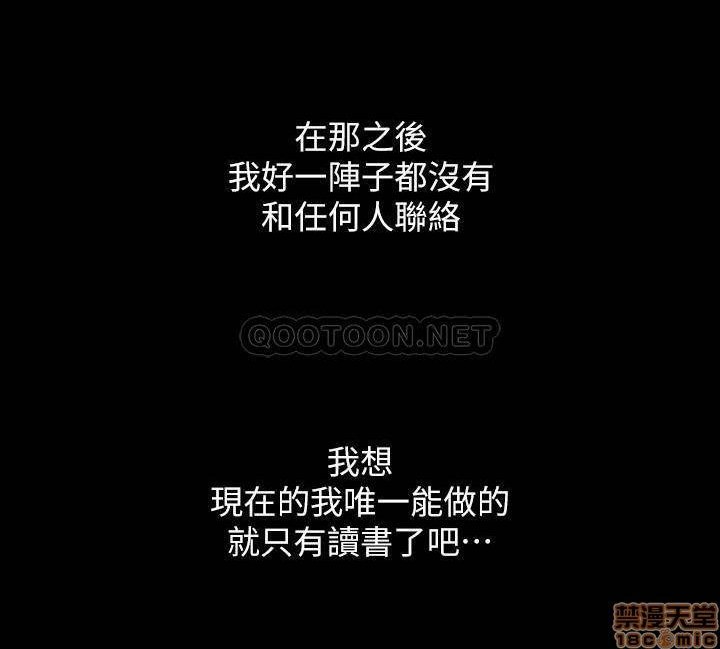 在那之後
我好一陣子都沒有
和任何人聯絡
QOOTOON.NET
我想
現在的我唯一能做的
就只有讀書了吧…
禁漫天堂
18comic